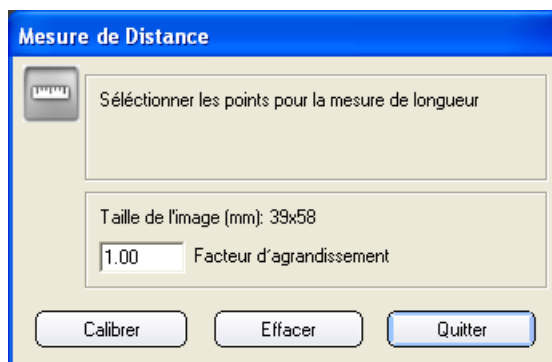 Mesure de Distance
Séléctionner les points pour la mesure de longueur
Taille de l'image (mm): 39x58
1.00 Facteur d´agrandissement
Calibrer Effacer Quitter